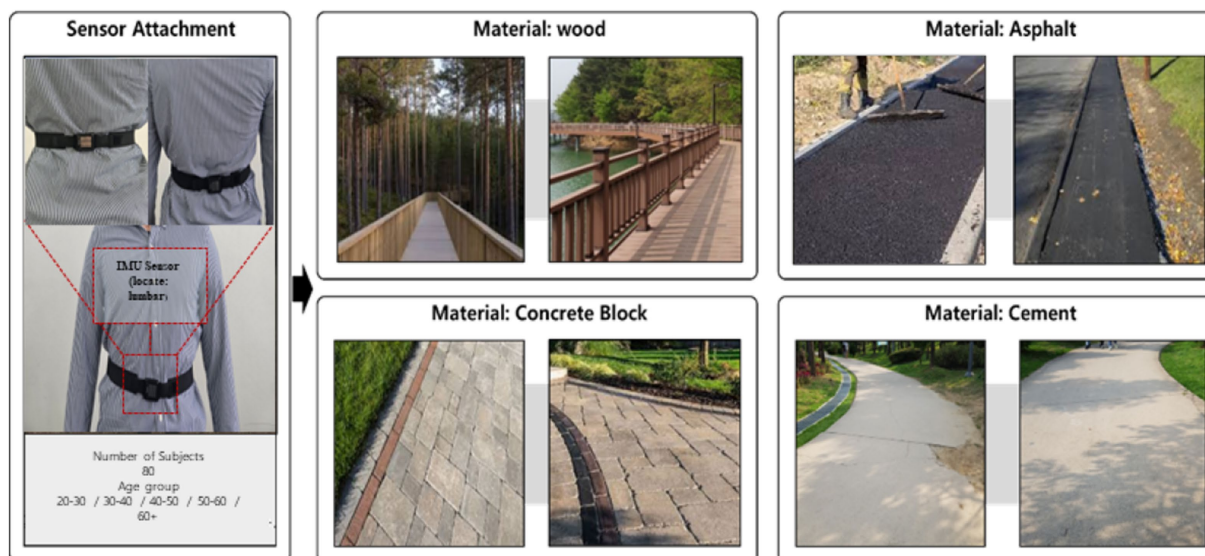 Sensor Attachment
IMU Sensor
(locate:
lumbar)
Number of Subjects
80
Age group
20-30 / 30-40 / 40-50 / 50-60 /
60+
Material: wood
Material: Asphalt
Material: Concrete Block
Material: Cement